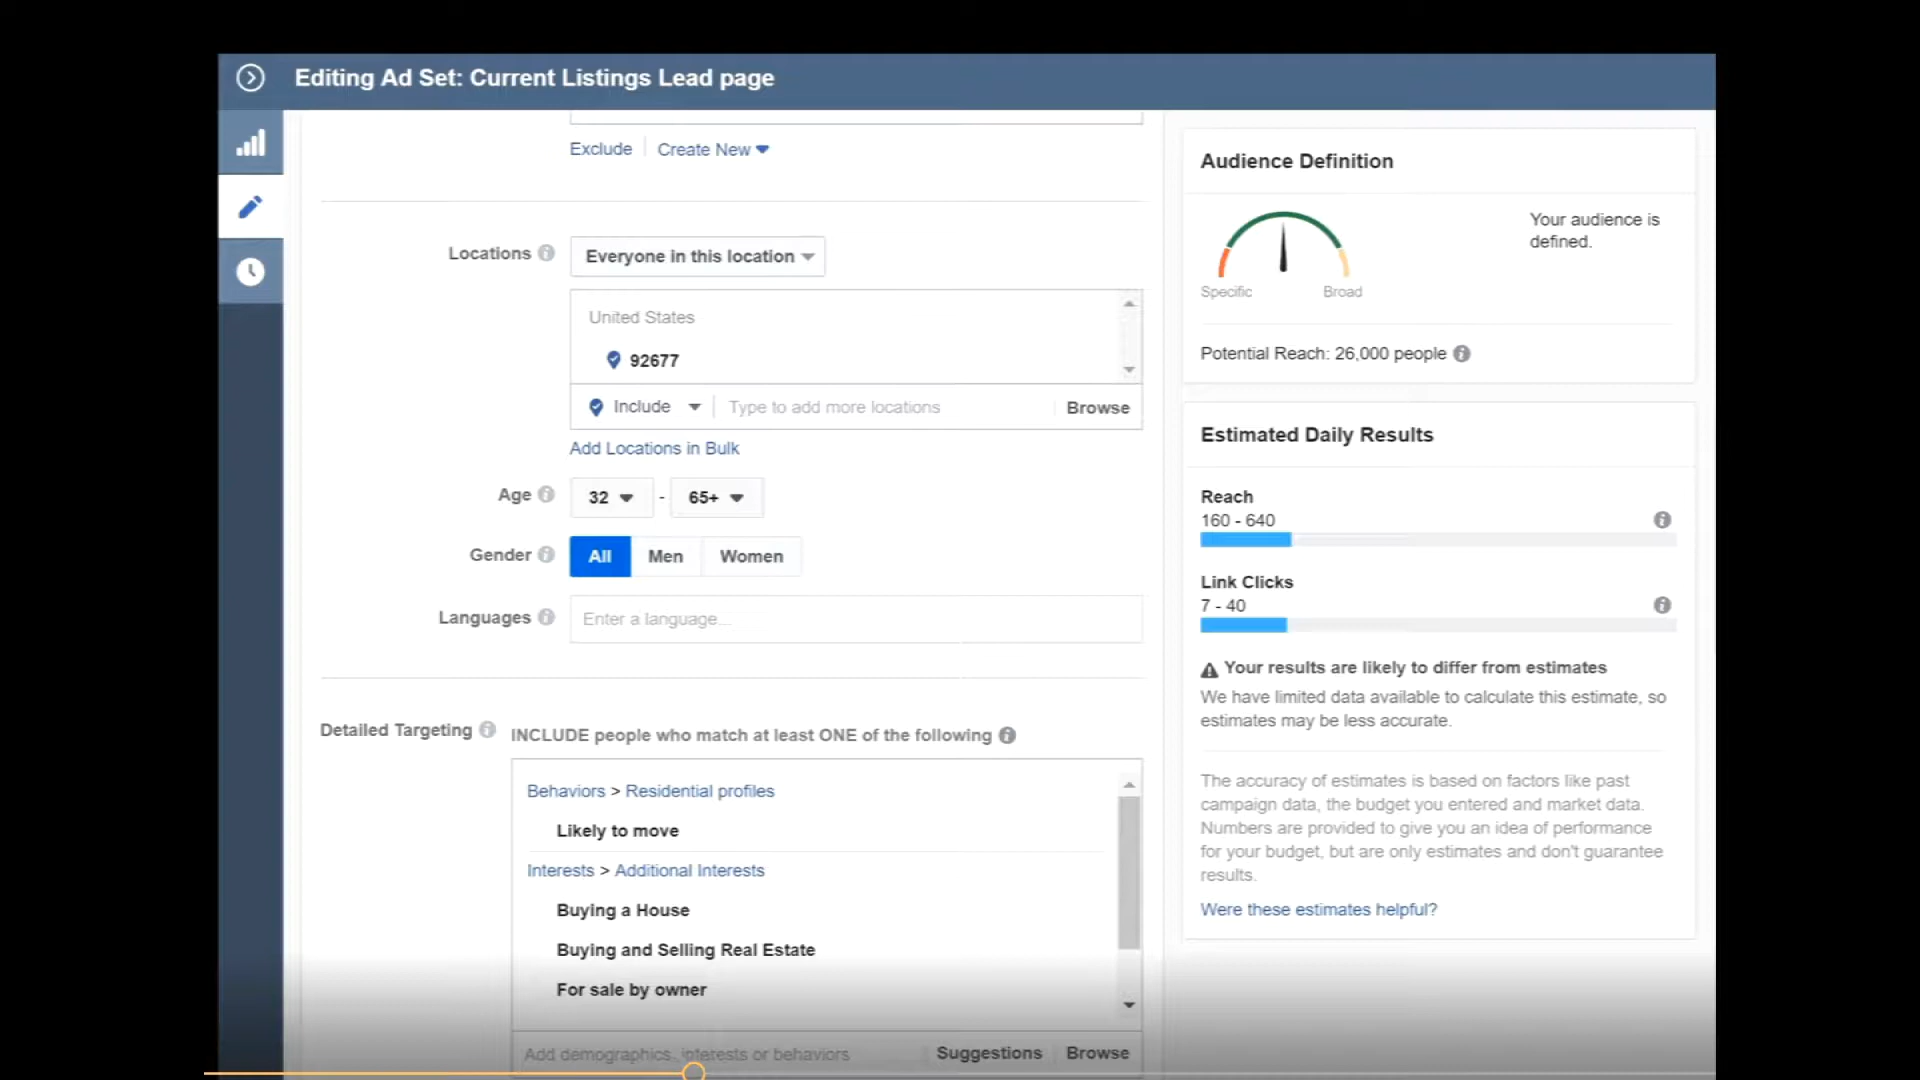 Editing Ad Set: Current Listings Lead page
Exclude
Create New
Locations
Everyone in this location
United States
92677
Include
Type to add more locations
Browse
Add Locations in Bulk
Age
32
-
65+
Gender
All
Men
Women
Languages
Enter a language...
Detailed Targeting
INCLUDE people who match at least ONE of the following
Behaviors > Residential profiles
Likely to move
Interests > Additional Interests
Buying a House
Buying and Selling Real Estate
For sale by owner
Add demographics, interests or behaviors
Suggestions
Browse
Audience Definition
Specific
Broad
Your audience is
defined.
Potential Reach: 26,000 people
Estimated Daily Results
Reach
160 - 640
Link Clicks
7 - 40
Your results are likely to differ from estimates
We have limited data available to calculate this estimate, so
estimates may be less accurate.
The accuracy of estimates is based on factors like past
campaign data, the budget you entered and market data.
Numbers are provided to give you an idea of performance
for your budget, but are only estimates and don't guarantee
results.
Were these estimates helpful?